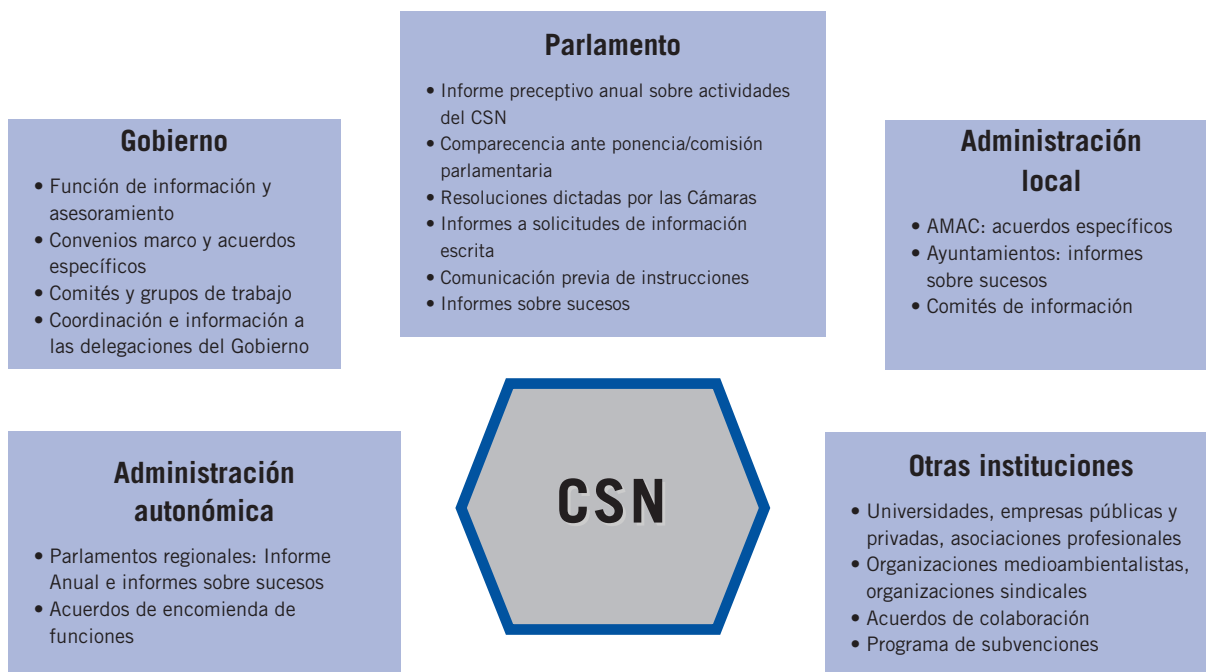 Gobierno
• Función de información y
asesoramiento
• Convenios marco y acuerdos
específicos
• Comités y grupos de trabajo
• Coordinación e información a
las delegaciones del Gobierno
Parlamento
• Informe preceptivo anual sobre actividades
del CSN
• Comparecencia ante ponencia/comisión
parlamentaria
• Resoluciones dictadas por las Cámaras
• Informes a solicitudes de información
escrita
• Comunicación previa de instrucciones
• Informes sobre sucesos
Administración
local
• AMAC: acuerdos específicos
• Ayuntamientos: informes
sobre sucesos
• Comités de información
Administración
autonómica
• Parlamentos regionales: Informe
Anual e informes sobre sucesos
• Acuerdos de encomienda de
funciones
CSN
Otras instituciones
• Universidades, empresas públicas y
privadas, asociaciones profesionales
• Organizaciones medioambientalistas,
organizaciones sindicales
• Acuerdos de colaboración
• Programa de subvenciones